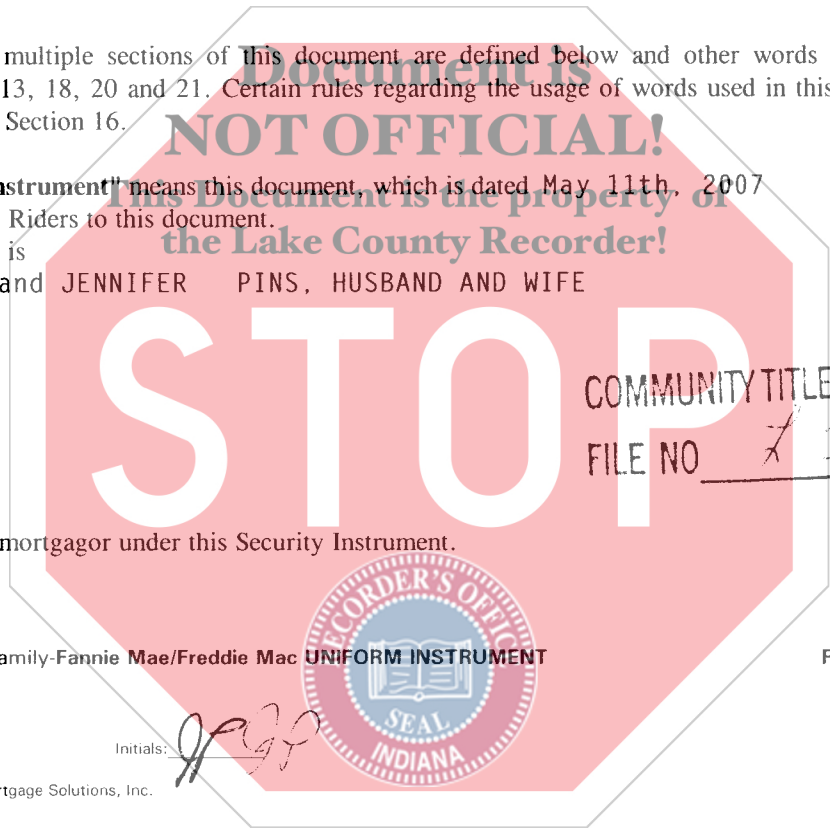 multiple sections of this document are defined below and other words
Document is
13, 18, 20 and 21. Certain rules regarding the usage of words used in this
Section 16.
NOT OFFICIAL!
nstrument" means this document, which is dated May 11th, 2007
This Document is the property of
Riders to this document.
the Lake County Recorder!
is
and JENNIFER PINS, HUSBAND AND WIFE
STOP
COMMUNITY TITLE
FILE NO
mortgagor under this Security Instrument.
RECORDER'S OFFICE
amily-Fannie Mae/Freddie Mac UNIFORM INSTRUMENT
SEAL
INDIANA
Initials:
rtgage Solutions, Inc.